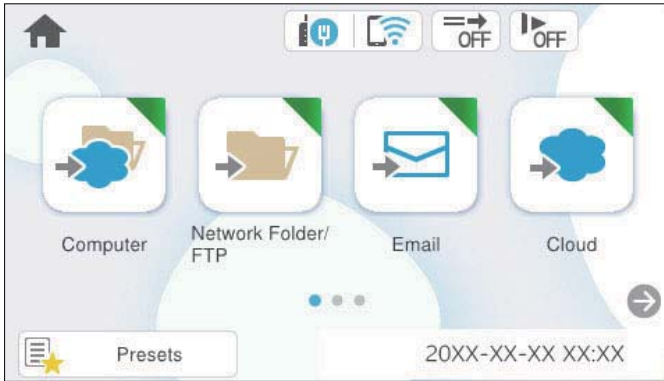 OFF
OFF
Computer
Network Folder/
FTP
Email
Cloud
Presets
20XX-XX-XX XX:XX